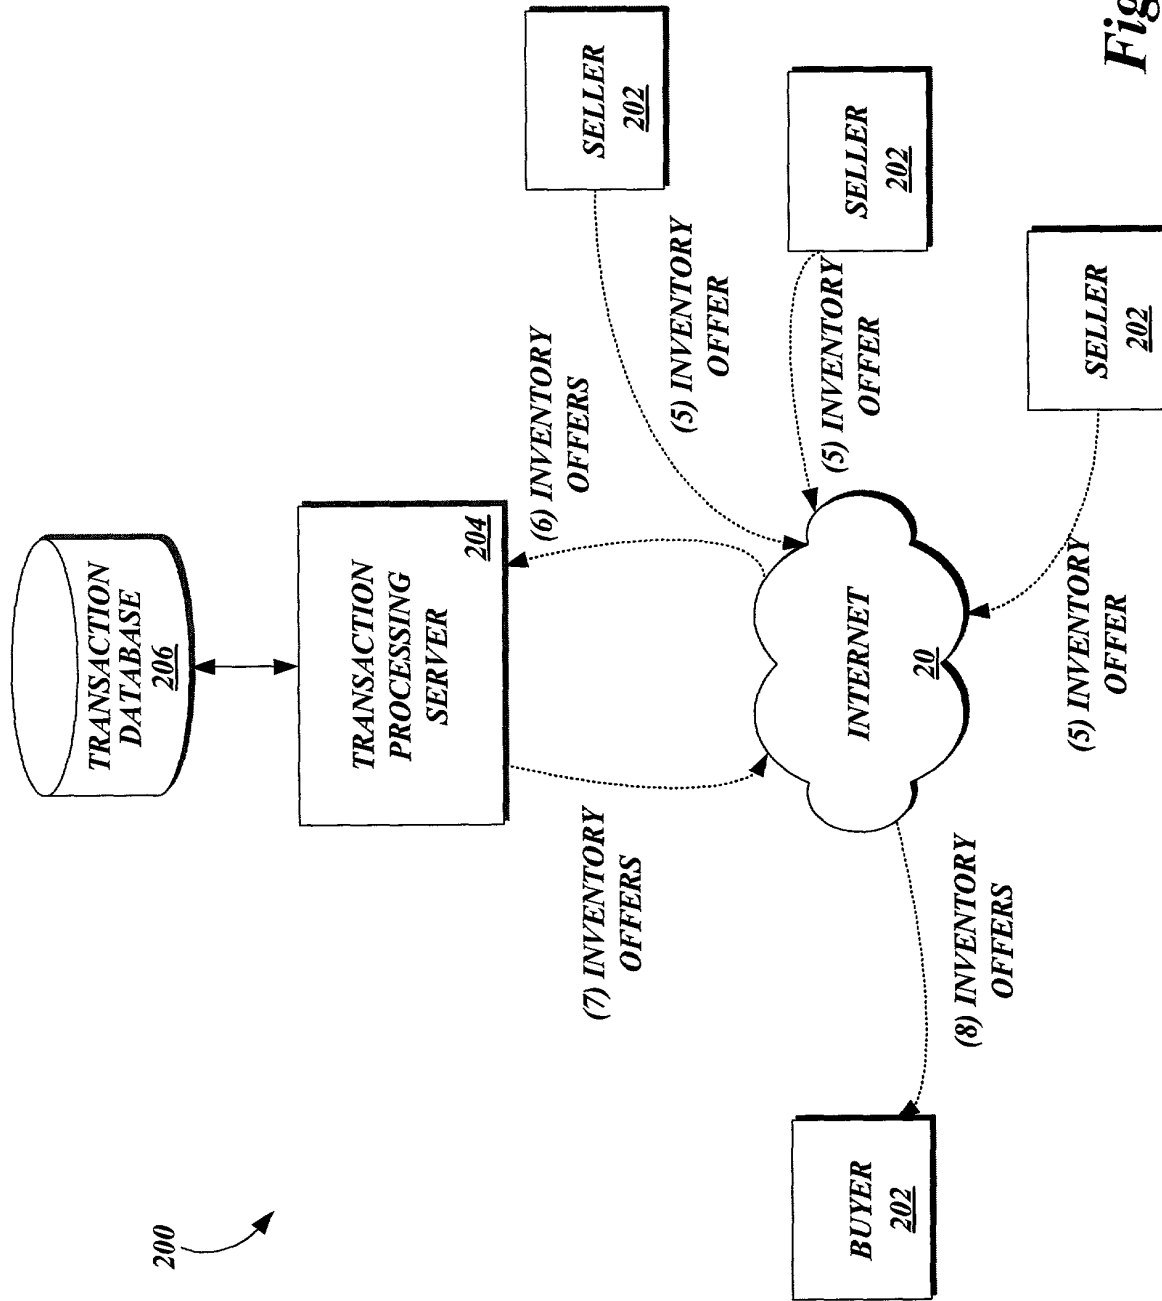 200
TRANSACTION
DATABASE
206
TRANSACTION
PROCESSING
SERVER
204
(7) INVENTORY
OFFERS
(6) INVENTORY
OFFERS
SELLER
202
(5) INVENTORY
OFFER
SELLER
202
(5) INVENTORY
OFFER
SELLER
202
(5) INVENTORY
OFFER
INTERNET
20
(8) INVENTORY
OFFERS
BUYER
202
Fig